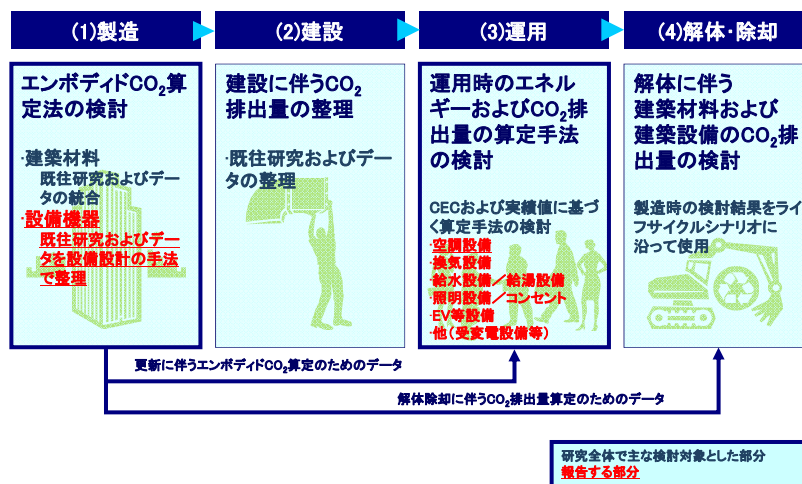 (1)製造
(2)建設
(3)運用
(4)解体・除却
エンボディドCO2算
定法の検討
・建築材料
既往研究およびデー
タの統合
・設備機器
既往研究およびデー
タを設備設計の手法
で整理
建設に伴うCO2
排出量の整理
・既往研究およびデー
タの整理
運用時のエネル
ギーおよびCO2排
出量の算定手法
の検討
CECおよび実績値に基づ
く算定手法の検討
・空調設備
・換気設備
・給水設備／給湯設備
・照明設備／コンセント
・EV等設備
・他（受変電設備等）
解体に伴う
建築材料および
建築設備のCO2排
出量の検討
製造時の検討結果をライ
フサイクルシナリオに
沿って使用
更新に伴うエンボディドCO2算定のためのデータ
解体除却に伴うCO2排出量算定のためのデータ
研究全体で主な検討対象とした部分
報告する部分